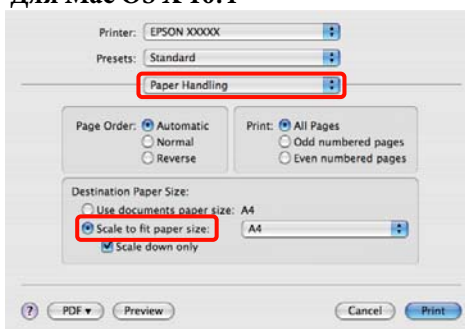 Для Mac OS X 10.4
Printer: EPSON XXXXX
Presets: Standard
Paper Handling
Page Order: Automatic Print: All Pages
Normal Odd numbered pages
Reverse Even numbered pages
Destination Paper Size:
Use documents paper size: A4
Scale to fit paper size: A4
Scale down only
? PDF ▼ Preview Cancel Print